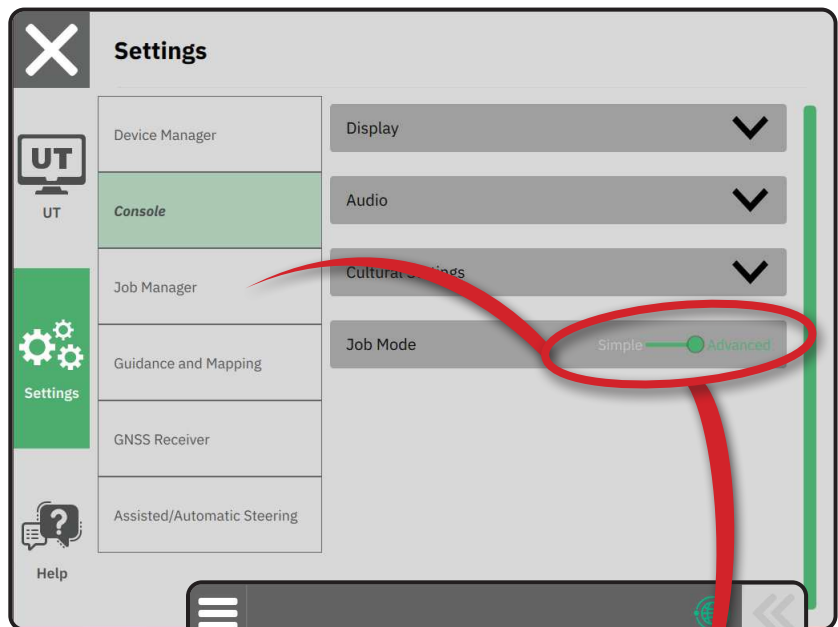 Settings
UT
UT
Settings
Help
Device Manager
Console
Job Manager
Guidance and Mapping
GNSS Receiver
Assisted/Automatic Steering
Display
Audio
Cultural Settings
Job Mode
Simple Advanced